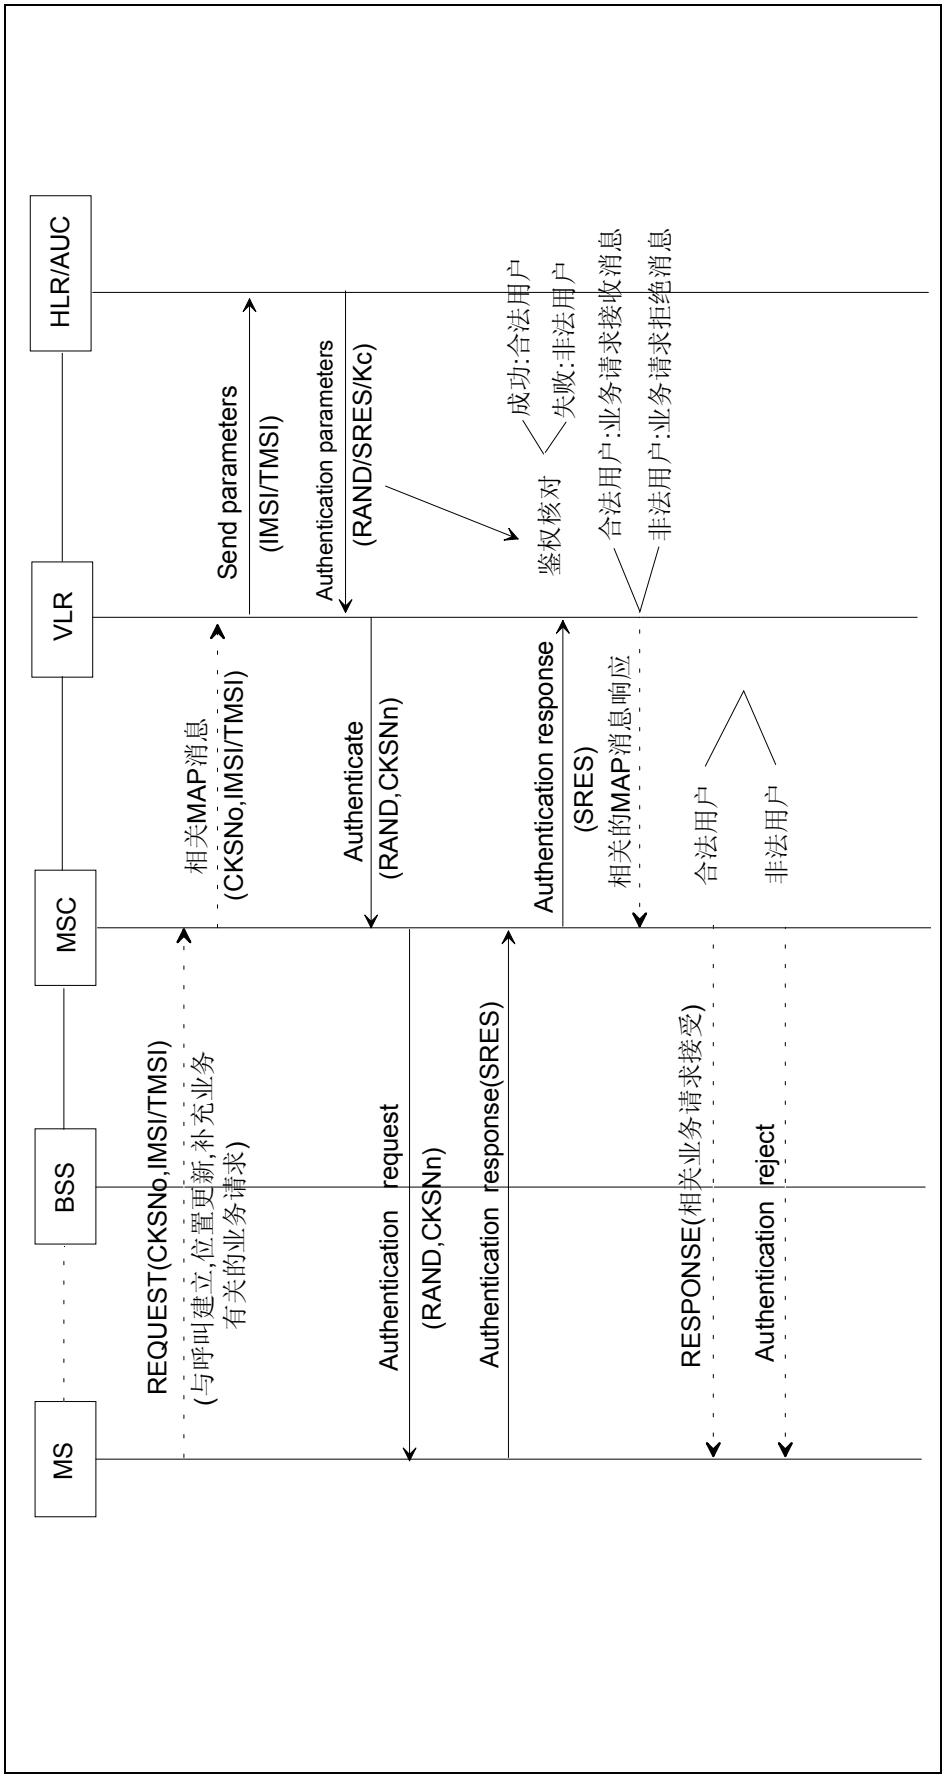 MS
BSS
MSC
VLR
HLR/AUC
REQUEST(CKSNo,IMSI/TMSI)
(与呼叫建立,位置更新,补充业务
有关的业务请求)
相关MAP消息
(CKSNo,IMSI/TMSI)
Send parameters
(IMSI/TMSI)
Authentication parameters
(RAND/SRES/Kc)
Authenticate
(RAND,CKSNn)
Authentication request
(RAND,CKSNn)
Authentication response(SRES)
Authentication response
(SRES)
鉴权核对
成功:合法用户
失败:非法用户
合法用户:业务请求接收消息
非法用户:业务请求拒绝消息
相关的MAP消息响应
RESPONSE(相关业务请求接受)
合法用户
Authentication reject
非法用户